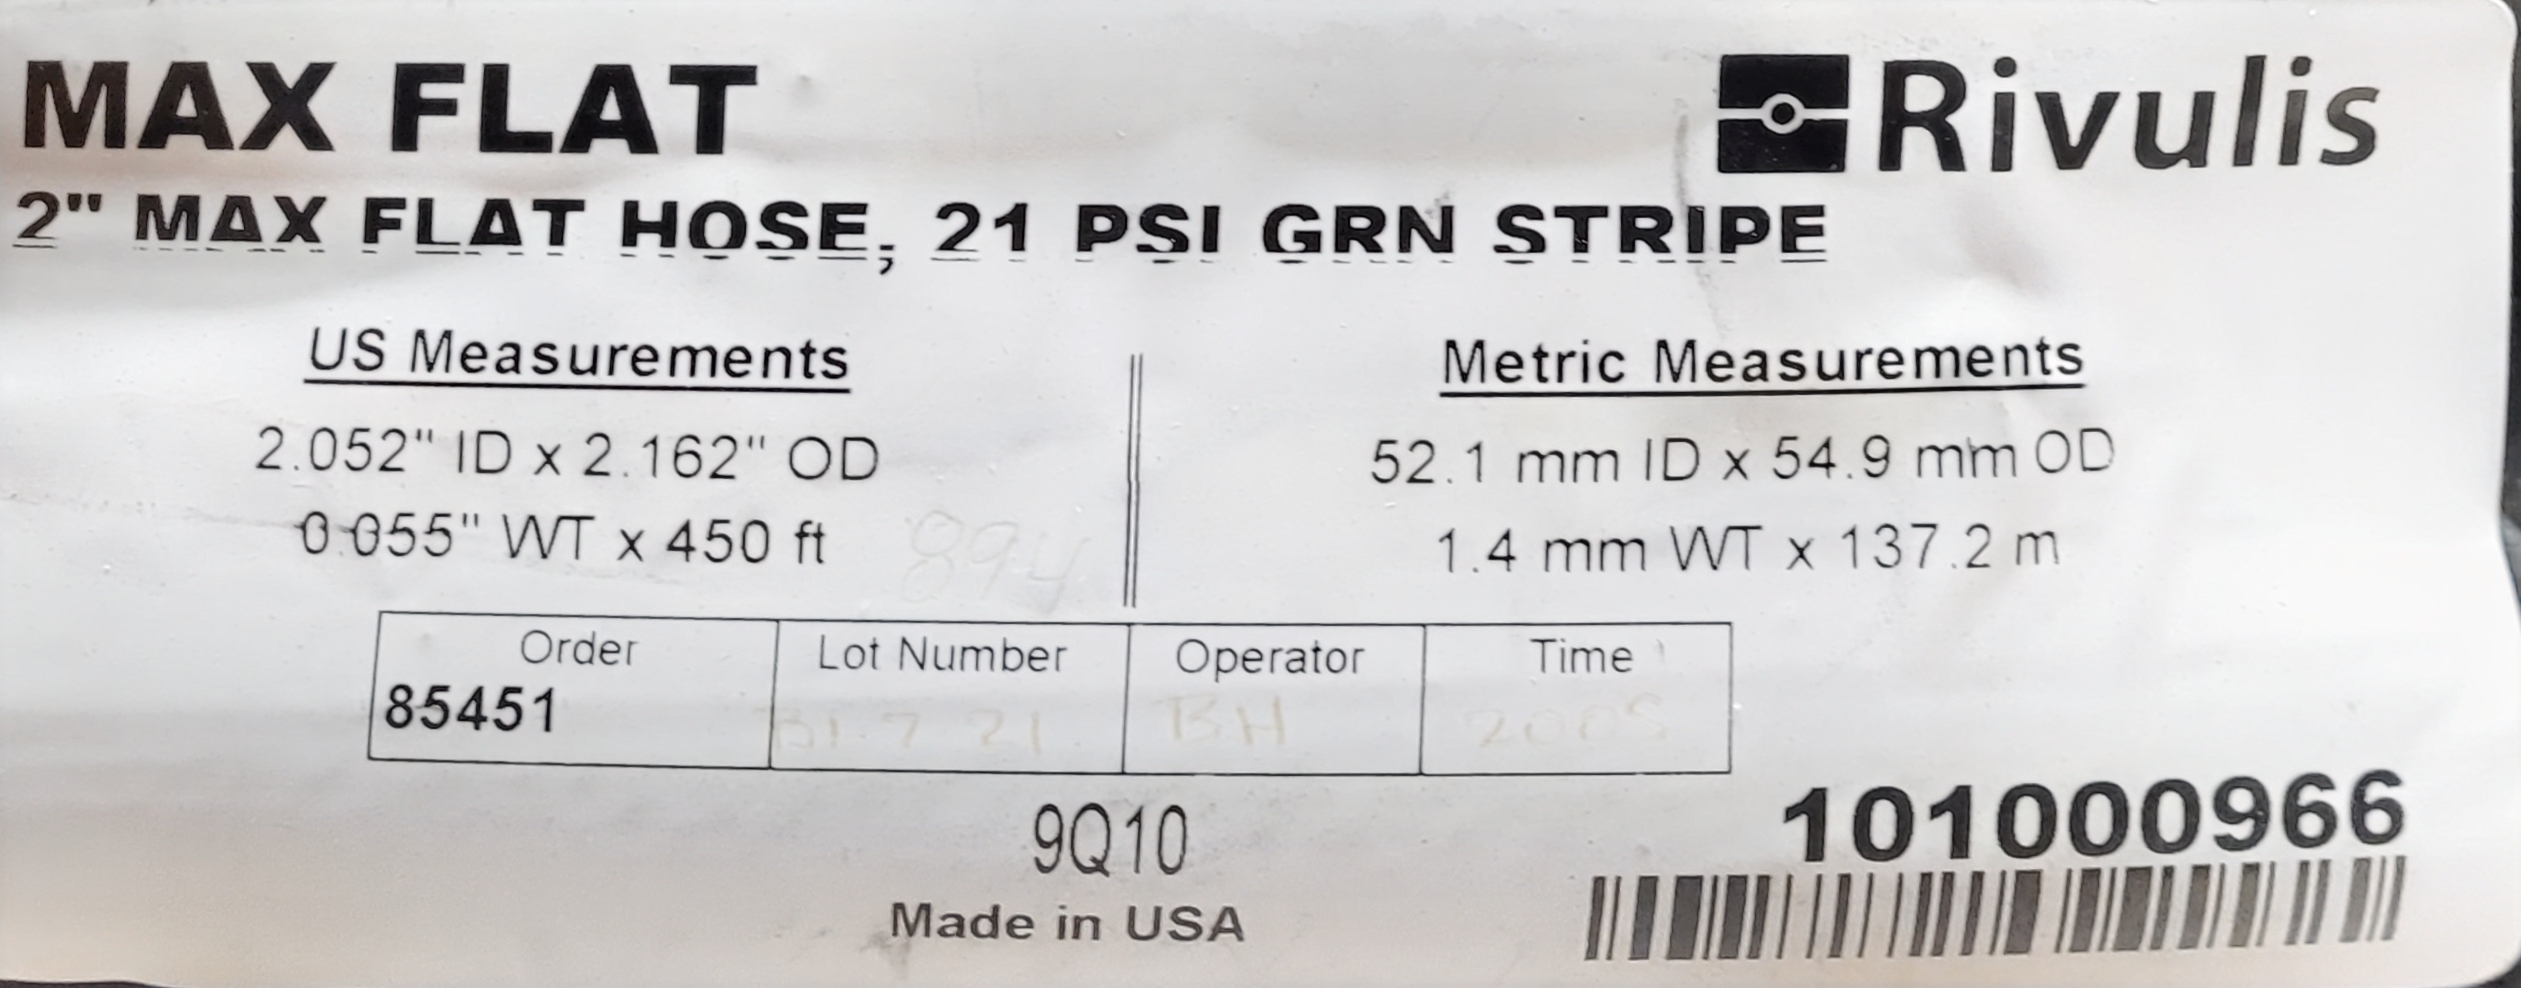 MAX FLAT
Rivulis
2" MAX FLAT HOSE, 21 PSI GRN STRIPE
US Measurements
2.052" ID x 2.162" OD
0.055" WT x 450 ft
894
Metric Measurements
52.1 mm ID x 54.9 mm OD
1.4 mm WT x 137.2 m
Order Lot Number Operator Time
85451 BH 2005
9Q10
Made in USA
101000966